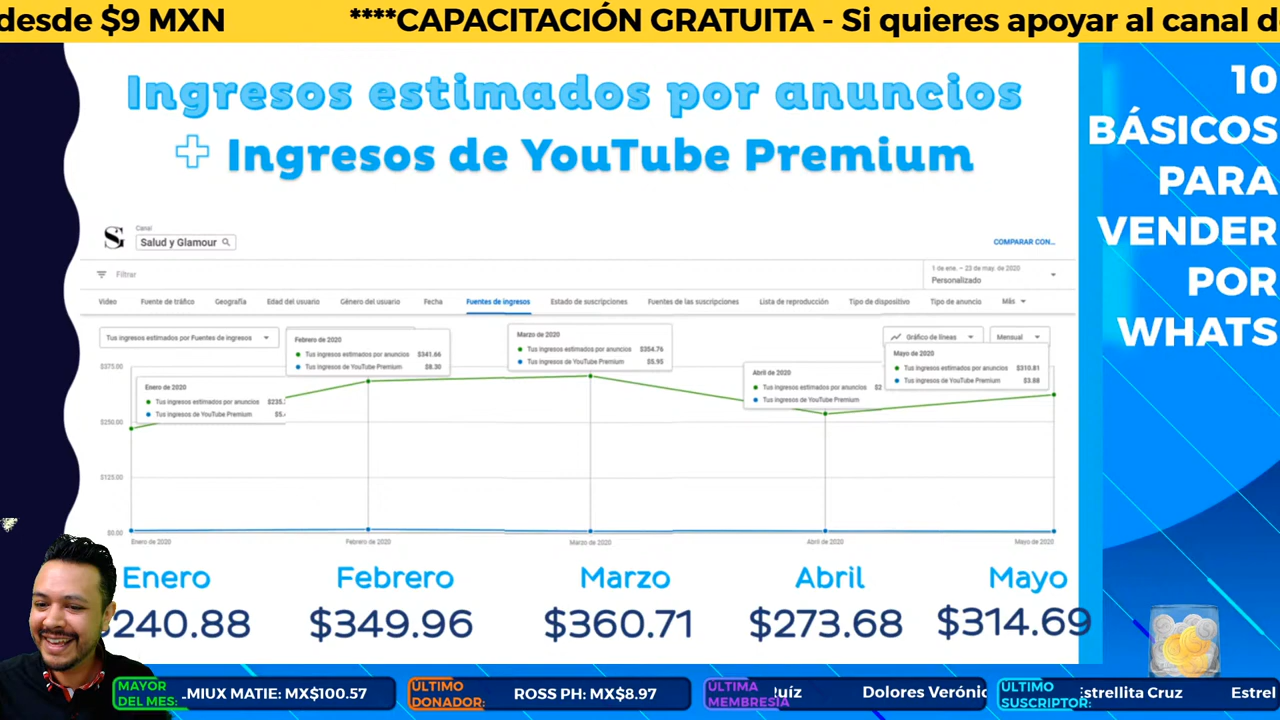 desde $9 MXN ****CAPACITACIÓN GRATUITA - Si quieres apoyar al canal d
Ingresos estimados por anuncios
+ Ingresos de YouTube Premium
10
BÁSICOS
PARA
VENDER
POR
WHATS
Canal
Salud y Glamour
COMPARAR CON...
Filtrar
1 de ene. – 23 de may. de 2020
Personalizado
Video Fuente de tráfico Geografía Edad del usuario Género del usuario Fecha Fuentes de ingresos Estado de suscripciones Fuentes de las suscripciones Lista de reproducción Tipo de dispositivo Tipo de anuncio Más
Tus ingresos estimados por Fuentes de ingresos
Gráfico de líneas Mensual
Enero de 2020
Tus ingresos estimados por anuncios $235.
Tus ingresos de YouTube Premium $5.
Febrero de 2020
Tus ingresos estimados por anuncios $341.66
Tus ingresos de YouTube Premium $8.30
Marzo de 2020
Tus ingresos estimados por anuncios $354.76
Tus ingresos de YouTube Premium $5.95
Abril de 2020
Tus ingresos estimados por anuncios $2
Tus ingresos de YouTube Premium
Mayo de 2020
Tus ingresos estimados por anuncios $310.81
Tus ingresos de YouTube Premium $3.88
$375.00
$250.00
$125.00
$0.00
Enero de 2020 Febrero de 2020 Marzo de 2020 Abril de 2020 Mayo de 2020
Enero Febrero Marzo Abril Mayo
240.88 $349.96 $360.71 $273.68 $314.69
MAYOR
DEL MES:
MIUX MATIE: MX$100.57
ÚLTIMO
DONADOR:
ROSS PH: MX$8.97
ÚLTIMA
MEMBRESÍA
uíz Dolores Veróni
ÚLTIMO
SUSCRIPTOR:
strellita Cruz Estrel